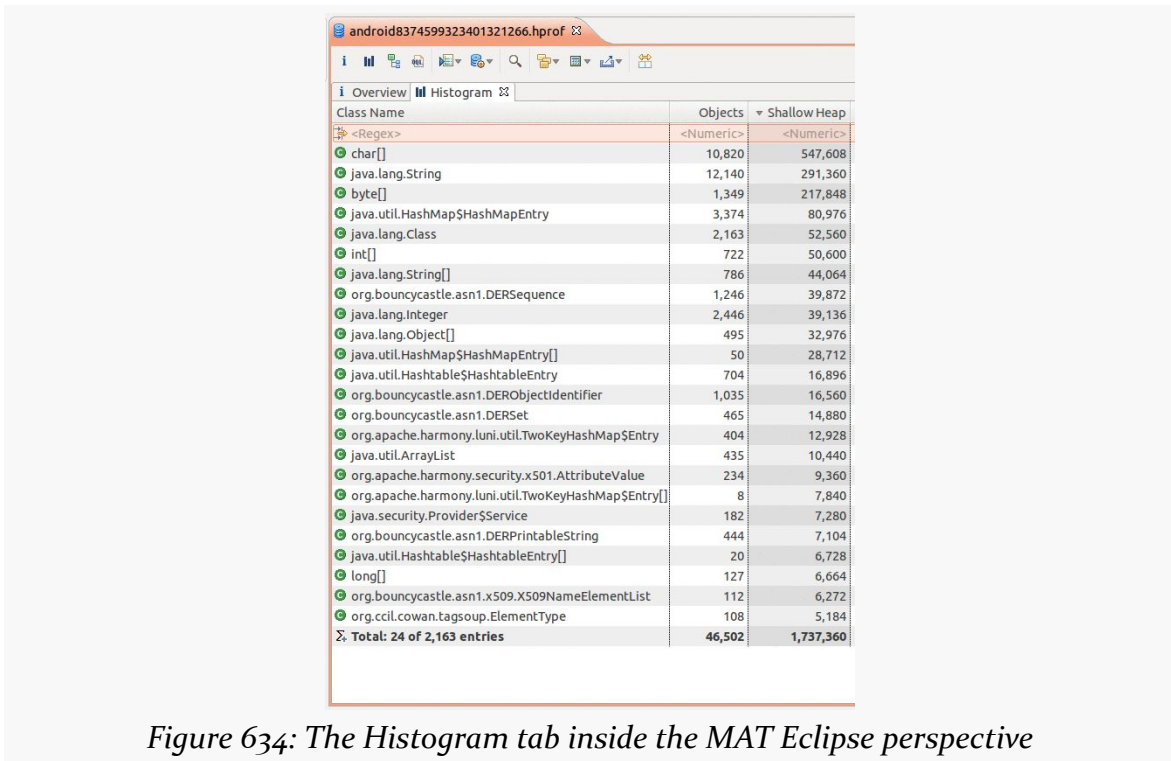 android8374599323401321266.hprof
i Overview Histogram
Class Name Objects Shallow Heap
<Regex> <Numeric> <Numeric>
char[] 10,820 547,608
java.lang.String 12,140 291,360
byte[] 1,349 217,848
java.util.HashMap$HashMapEntry 3,374 80,976
java.lang.Class 2,163 52,560
int[] 722 50,600
java.lang.String[] 786 44,064
org.bouncycastle.asn1.DERSequence 1,246 39,872
java.lang.Integer 2,446 39,136
java.lang.Object[] 495 32,976
java.util.HashMap$HashMapEntry[] 50 28,712
java.util.Hashtable$HashtableEntry 704 16,896
org.bouncycastle.asn1.DERObjectIdentifier 1,035 16,560
org.bouncycastle.asn1.DERSet 465 14,880
org.apache.harmony.luni.util.TwoKeyHashMap$Entry 404 12,928
java.util.ArrayList 435 10,440
org.apache.harmony.security.x501.AttributeValue 234 9,360
org.apache.harmony.luni.util.TwoKeyHashMap$Entry[] 8 7,840
java.security.Provider$Service 182 7,280
org.bouncycastle.asn1.DERPrintableString 444 7,104
java.util.Hashtable$HashtableEntry[] 20 6,728
long[] 127 6,664
org.bouncycastle.asn1.x509.X509NameElementList 112 6,272
org.ccil.cowan.tagsoup.ElementType 108 5,184
Σ Total: 24 of 2,163 entries 46,502 1,737,360
Figure 634: The Histogram tab inside the MAT Eclipse perspective